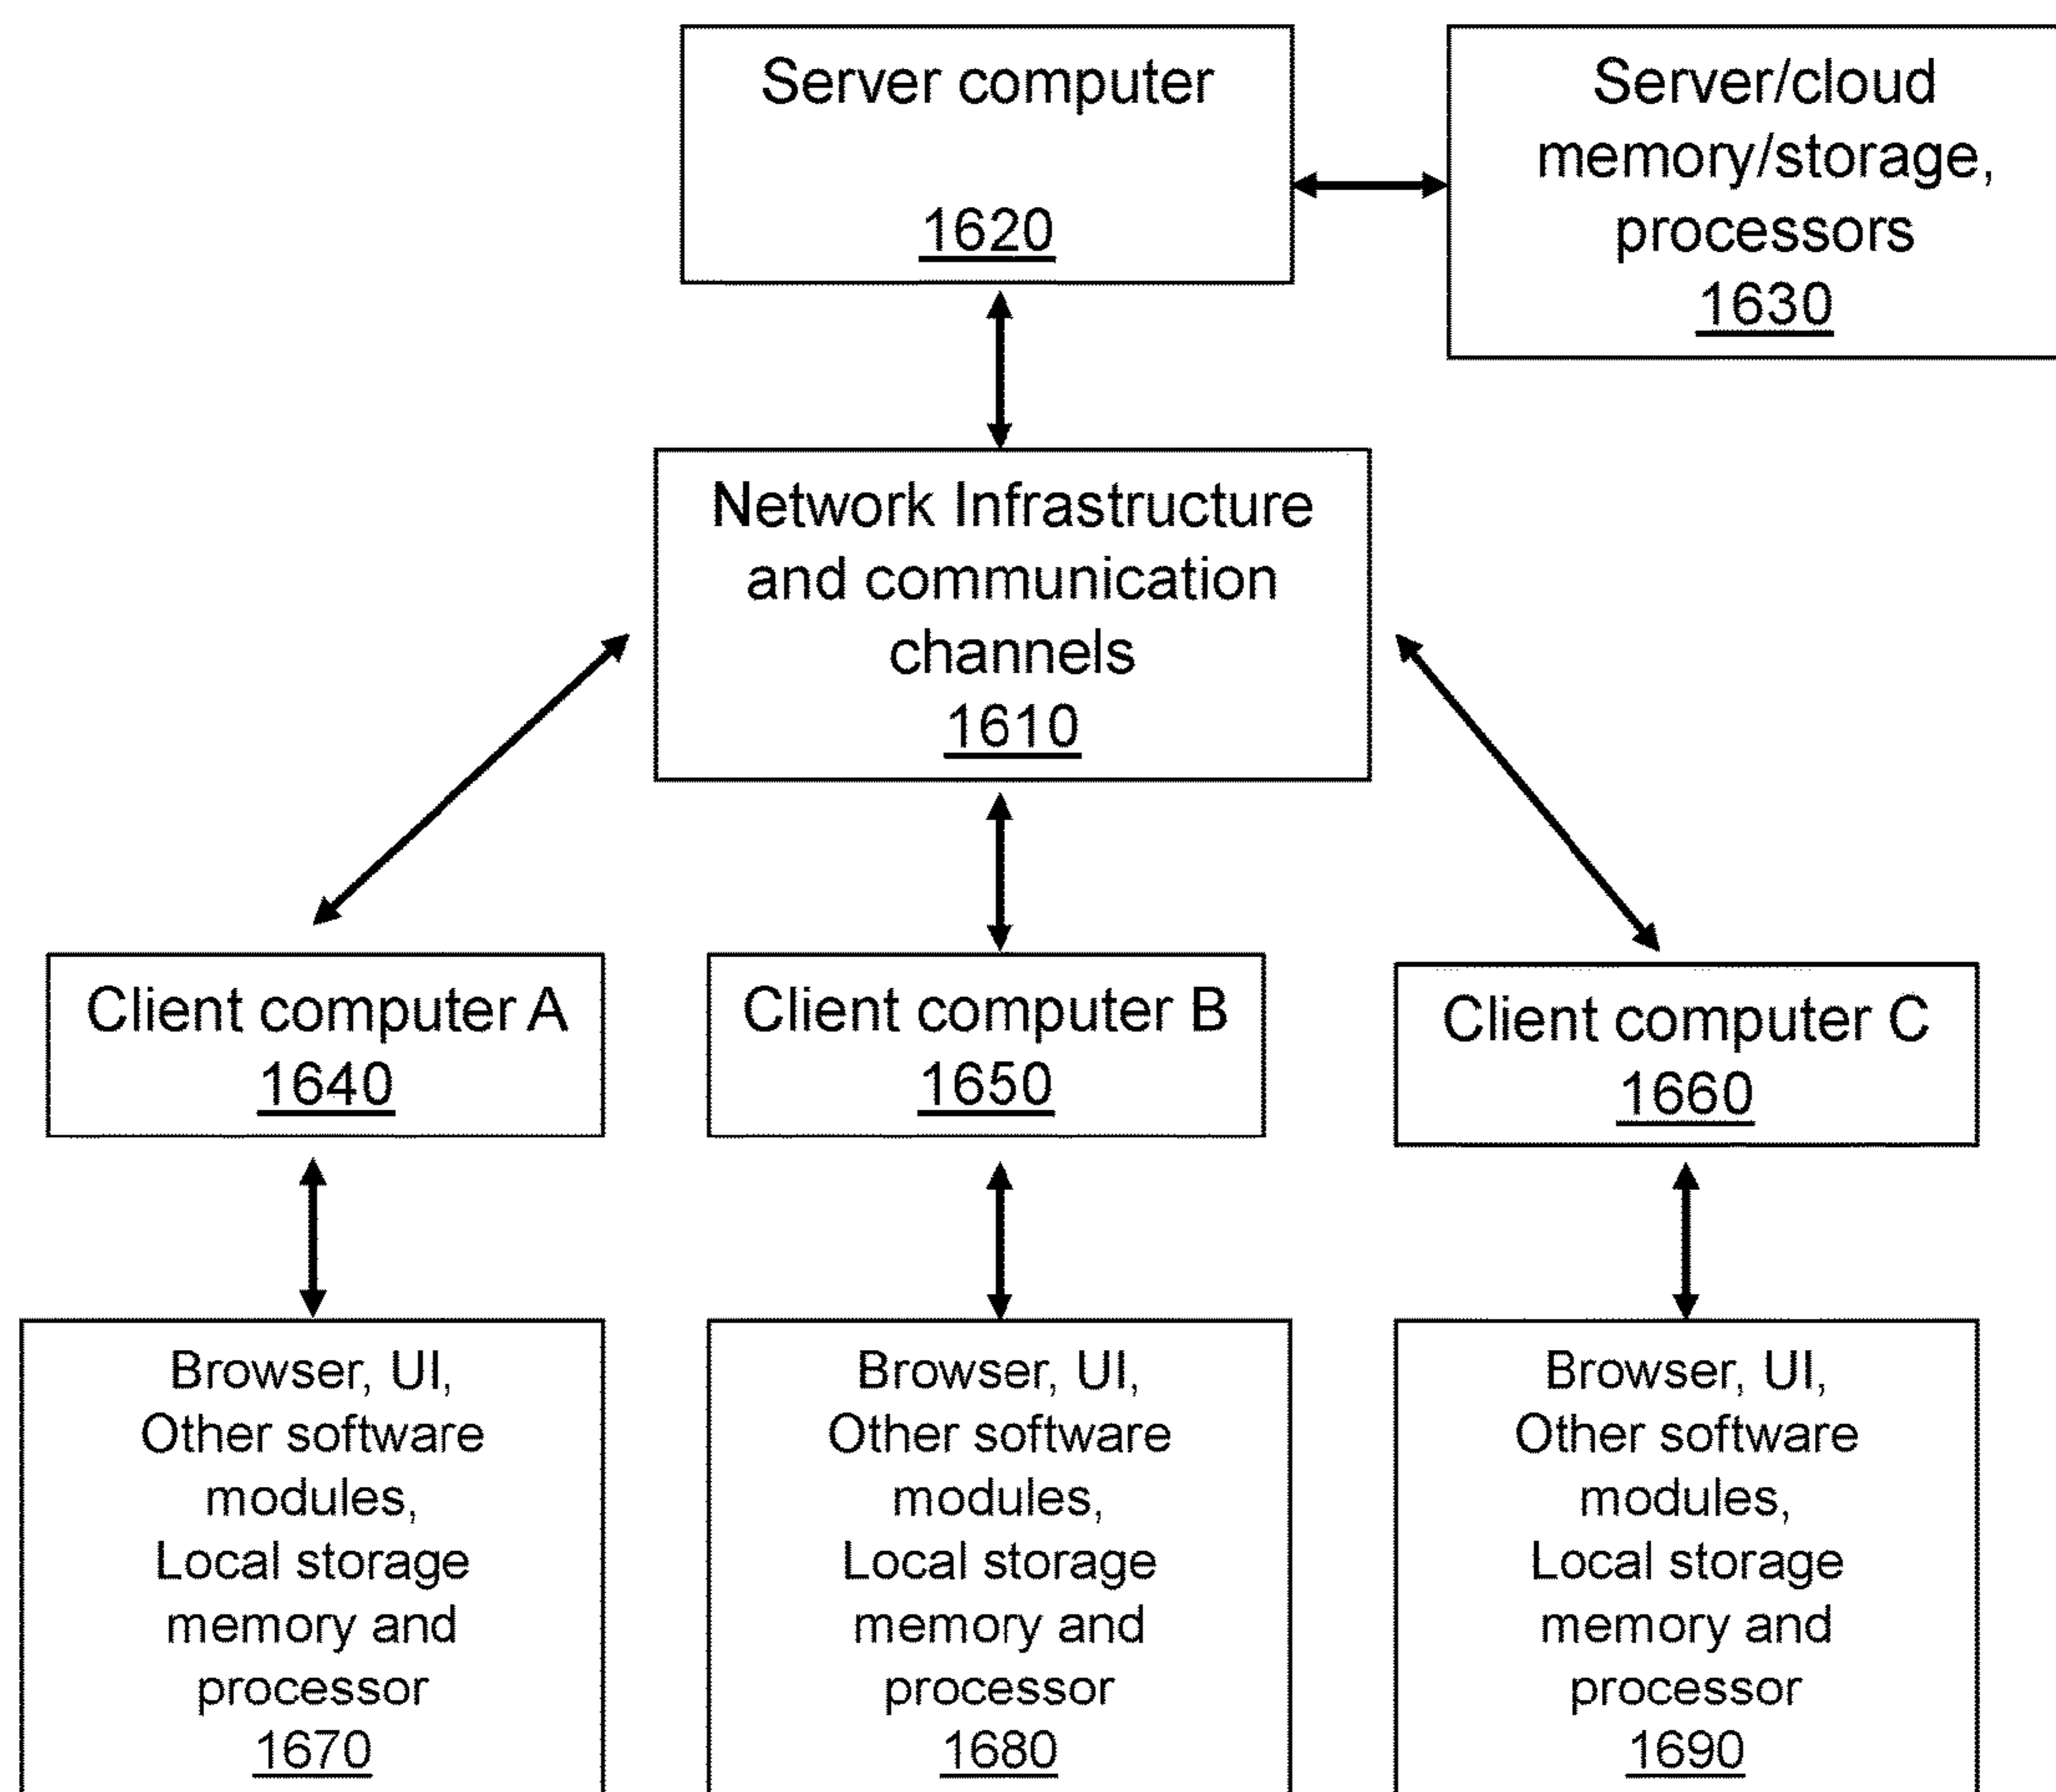 Server computer
1620
Server/cloud
memory/storage,
processors
1630
Network Infrastructure
and communication
channels
1610
Client computer A
1640
Client computer B
1650
Client computer C
1660
Browser, UI,
Other software
modules,
Local storage
memory and
processor
1670
Browser, UI,
Other software
modules,
Local storage
memory and
processor
1680
Browser, UI,
Other software
modules,
Local storage
memory and
processor
1690